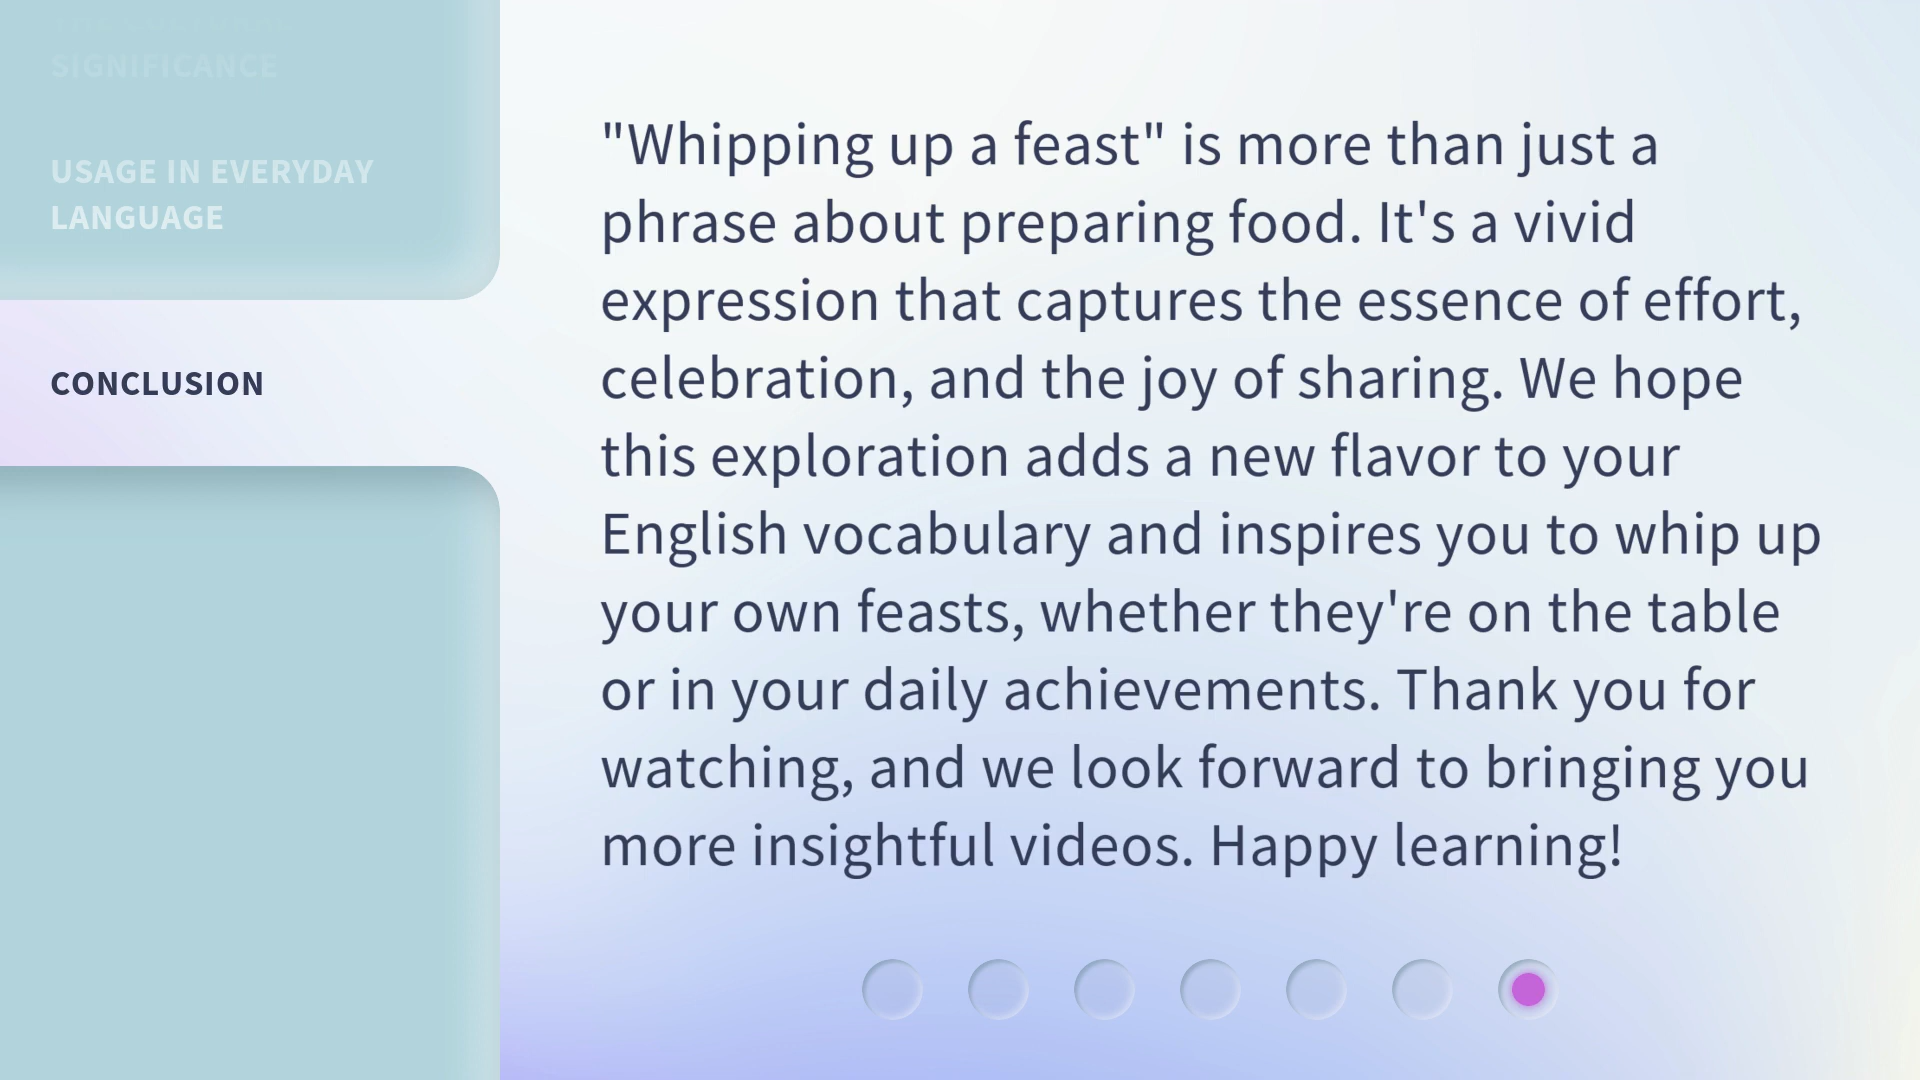 SIGNIFICANCE
USAGE IN EVERYDAY
LANGUAGE
CONCLUSION
"Whipping up a feast" is more than just a
phrase about preparing food. It's a vivid
expression that captures the essence of effort,
celebration, and the joy of sharing. We hope
this exploration adds a new flavor to your
English vocabulary and inspires you to whip up
your own feasts, whether they're on the table
or in your daily achievements. Thank you for
watching, and we look forward to bringing you
more insightful videos. Happy learning!